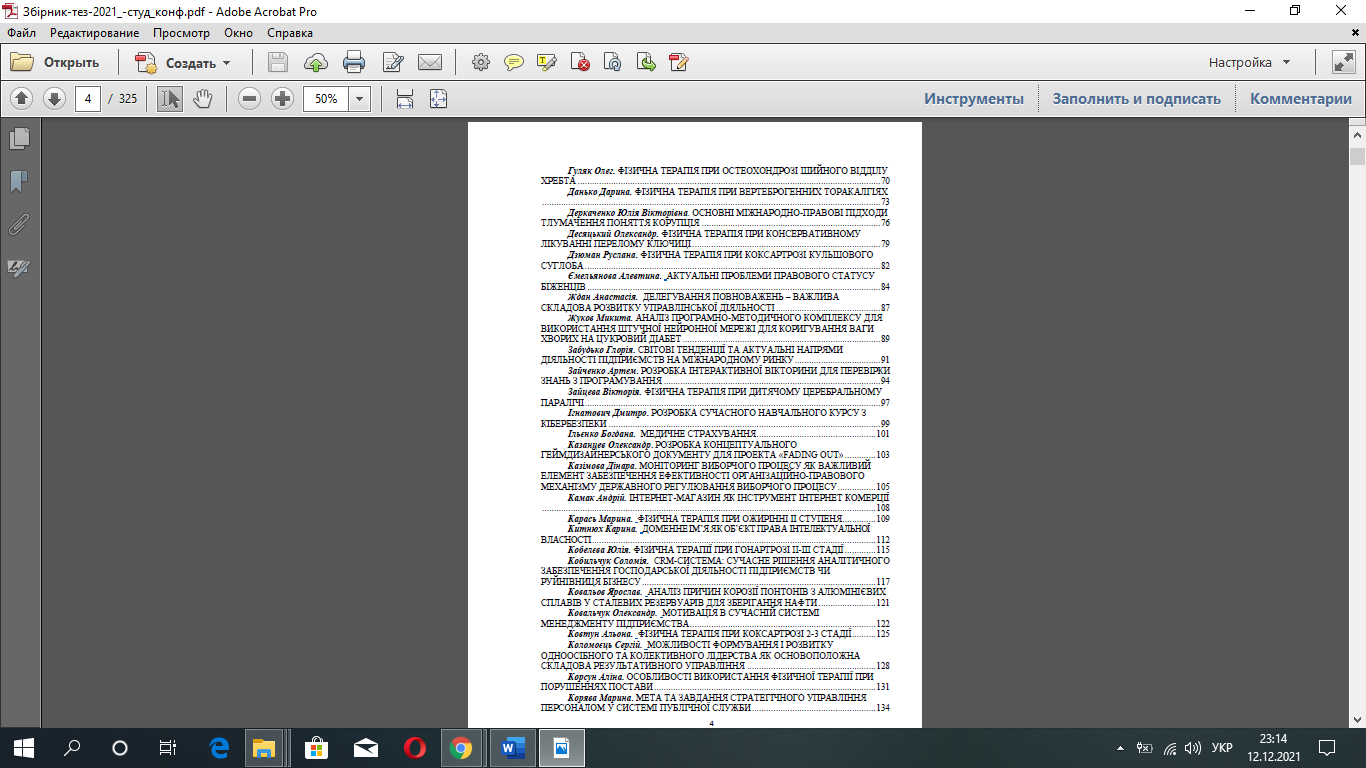 Збірник-тез-2021_-студ_конф.pdf - Adobe Acrobat Pro
Файл Редактирование Просмотр Окно Справка
Открыть Создать Настройка
4 / 325 50% Инструменты Заполнить и подписать Комментарии
Гуляк Олег. ФІЗИЧНА ТЕРАПІЯ ПРИ ОСТЕОХОНДРОЗІ ШИЙНОГО ВІДДІЛУ
ХРЕБТА 70
Данько Дарина. ФІЗИЧНА ТЕРАПІЯ ПРИ ВЕРТЕБРОГЕННИХ ТОРАКАЛГІЯХ
73
Деркаченко Юлія Вікторівна. ОСНОВНІ МІЖНАРОДНО-ПРАВОВІ ПІДХОДИ
ТЛУМАЧЕННЯ ПОНЯТТЯ КОРУПЦІЯ 76
Десяцький Олександр. ФІЗИЧНА ТЕРАПІЯ ПРИ КОНСЕРВАТИВНОМУ
ЛІКУВАННІ ПЕРЕЛОМУ КЛЮЧИЦІ 79
Дзюман Руслана. ФІЗИЧНА ТЕРАПІЯ ПРИ КОКСАРТРОЗІ КУЛЬШОВОГО
СУГЛОБА 82
Ємельянова Алевтина. АКТУАЛЬНІ ПРОБЛЕМИ ПРАВОВОГО СТАТУСУ
БІЖЕНЦІВ 84
Ждан Анастасія. ДЕЛЕГУВАННЯ ПОВНОВАЖЕНЬ – ВАЖЛИВА
СКЛАДОВА РОЗВИТКУ УПРАВЛІНСЬКОЇ ДІЯЛЬНОСТІ 87
Жуков Микита. АНАЛІЗ ПРОГРАМНО-МЕТОДИЧНОГО КОМПЛЕКСУ ДЛЯ
ВИКОРИСТАННЯ ШТУЧНОЇ НЕЙРОННОЇ МЕРЕЖІ ДЛЯ КОРИГУВАННЯ ВАГИ
ХВОРИХ НА ЦУКРОВИЙ ДІАБЕТ 89
Забудько Глорія. СВІТОВІ ТЕНДЕНЦІЇ ТА АКТУАЛЬНІ НАПРЯМИ
ДІЯЛЬНОСТІ ПІДПРИЄМСТВ НА МІЖНАРОДНОМУ РИНКУ 91
Зайченко Артем. РОЗРОБКА ІНТЕРАКТИВНОЇ ВІКТОРИНИ ДЛЯ ПЕРЕВІРКИ
ЗНАНЬ З ПРОГРАМУВАННЯ 94
Зайцева Вікторія. ФІЗИЧНА ТЕРАПІЯ ПРИ ДИТЯЧОМУ ЦЕРЕБРАЛЬНОМУ
ПАРАЛІЧІ 97
Ігнатович Дмитро. РОЗРОБКА СУЧАСНОГО НАВЧАЛЬНОГО КУРСУ З
КІБЕРБЕЗПЕКИ 99
Ільєнко Богдана. МЕДИЧНЕ СТРАХУВАННЯ 101
Казанцев Олександр. РОЗРОБКА КОНЦЕПТУАЛЬНОГО
ГЕЙМДИЗАЙНЕРСЬКОГО ДОКУМЕНТУ ДЛЯ ПРОЕКТА «FADING OUT» 103
Казімова Дінара. МОНІТОРИНГ ВИБОРЧОГО ПРОЦЕСУ ЯК ВАЖЛИВИЙ
ЕЛЕМЕНТ ЗАБЕЗПЕЧЕННЯ ЕФЕКТИВНОСТІ ОРГАНІЗАЦІЙНО-ПРАВОВОГО
МЕХАНІЗМУ ДЕРЖАВНОГО РЕГУЛЮВАННЯ ВИБОРЧОГО ПРОЦЕСУ 105
Камак Андрій. ІНТЕРНЕТ-МАГАЗИН ЯК ІНСТРУМЕНТ ІНТЕРНЕТ КОМЕРЦІЇ
108
Карась Марина. ФІЗИЧНА ТЕРАПІЯ ПРИ ОЖИРІННІ ІІ СТУПЕНЯ 109
Китнюх Карина. ДОМЕННЕ ІМ'Я ЯК ОБ'ЄКТ ПРАВА ІНТЕЛЕКТУАЛЬНОЇ
ВЛАСНОСТІ 112
Кобелєва Юлія. ФІЗИЧНА ТЕРАПІЇ ПРИ ГОНАРТРОЗІ ІІ-ІІІ СТАДІЇ 115
Кобильчук Соломія. CRM-СИСТЕМА: СУЧАСНЕ РІШЕННЯ АНАЛІТИЧНОГО
ЗАБЕЗПЕЧЕННЯ ГОСПОДАРСЬКОЇ ДІЯЛЬНОСТІ ПІДПРИЄМСТВ ЧИ
РУЙНІВНИЦЯ БІЗНЕСУ 117
Ковальов Ярослав. АНАЛІЗ ПРИЧИН КОРОЗІЇ ПОНТОНІВ З АЛЮМІНІЄВИХ
СПЛАВІВ У СТАЛЕВИХ РЕЗЕРВУАРІВ ДЛЯ ЗБЕРІГАННЯ НАФТИ 121
Ковальчук Олександр. МОТИВАЦІЯ В СУЧАСНІЙ СИСТЕМІ
МЕНЕДЖМЕНТУ ПІДПРИЄМСТВА 122
Ковтун Альона. ФІЗИЧНА ТЕРАПІЯ ПРИ КОКСАРТРОЗІ 2-3 СТАДІЇ 125
Коломоєць Сергій. МОЖЛИВОСТІ ФОРМУВАННЯ І РОЗВИТКУ
ОДНООСІБНОГО ТА КОЛЕКТИВНОГО ЛІДЕРСТВА ЯК ОСНОВОПОЛОЖНА
СКЛАДОВА РЕЗУЛЬТАТИВНОГО УПРАВЛІННЯ 128
Корсун Аліна. ОСОБЛИВОСТІ ВИКОРИСТАННЯ ФІЗИЧНОЇ ТЕРАПІЇ ПРИ
ПОРУШЕННЯХ ПОСТАВИ 131
Корява Марина. МЕТА ТА ЗАВДАННЯ СТРАТЕГІЧНОГО УПРАВЛІННЯ
ПЕРСОНАЛОМ У СИСТЕМІ ПУБЛІЧНОЇ СЛУЖБИ 134
4
УКР 23:14
12.12.2021